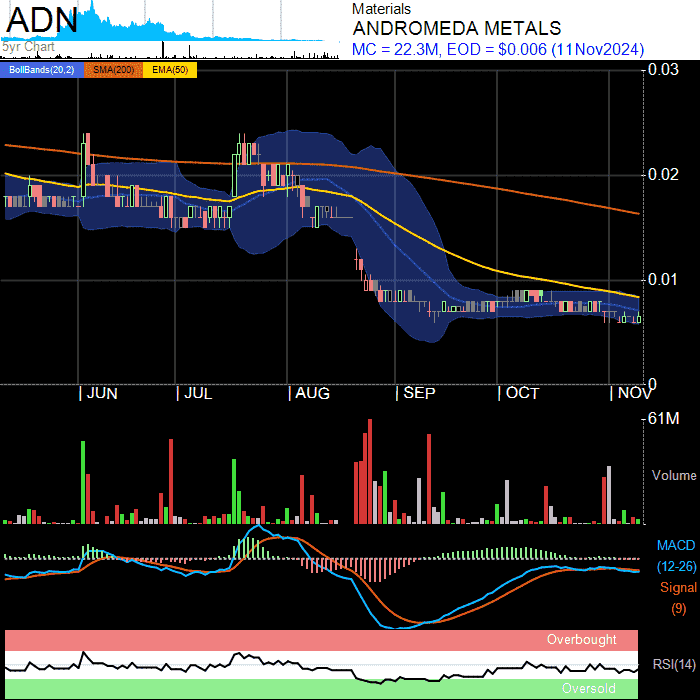 ADN
5yr Chart
Materials
ANDROMEDA METALS
MC = 22.3M, EOD = $0.006 (11Nov2024)
BollBands(20,2) SMA(200) EMA(50)
0.03
0.02
0.01
0
| JUN | JUL | AUG | SEP | OCT | NOV
61M
Volume
MACD
(12-26)
Signal
(9)
Overbought
RSI(14)
Oversold